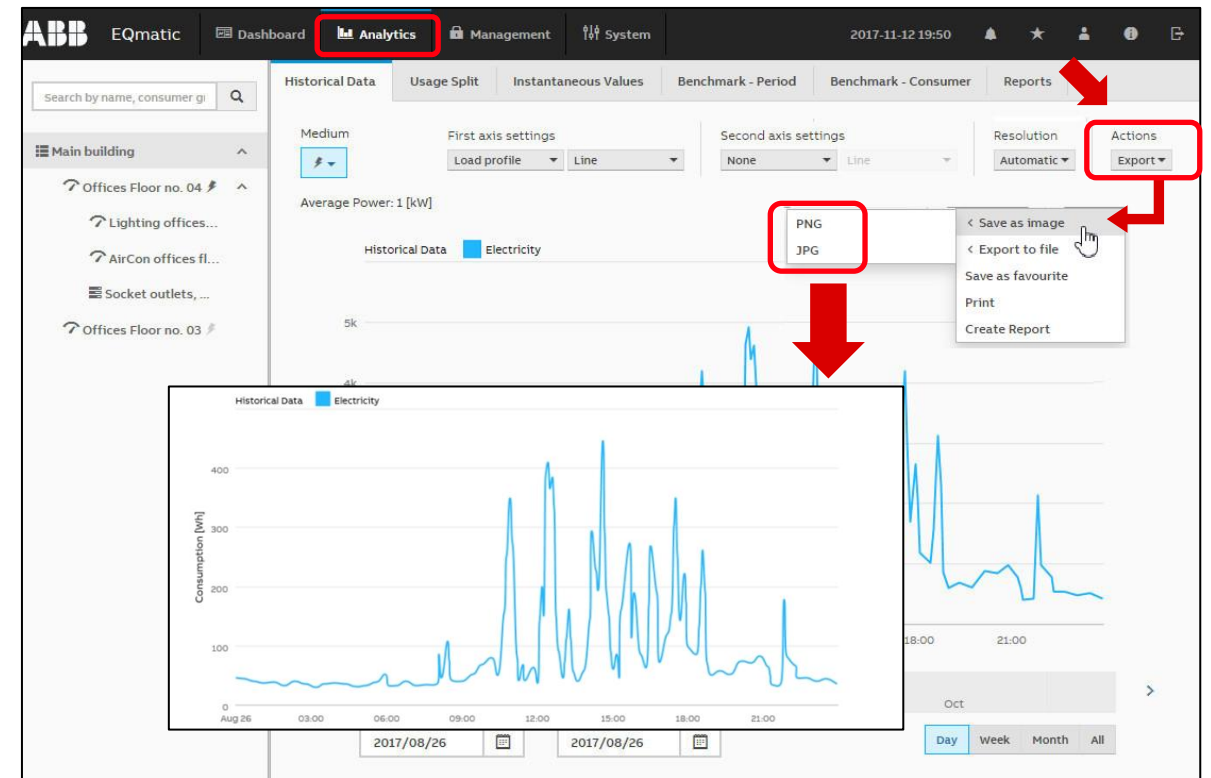 ABB EQmatic Dashboard Analytics Management System 2017-11-12 19:50
Historical Data Usage Split Instantaneous Values Benchmark - Period Benchmark - Consumer Reports
Search by name, consumer gr
Medium First axis settings Second axis settings Resolution Actions
Load profile Line None Line Automatic Export
Main building
Offices Floor no. 04
Lighting offices...
AirCon offices fl...
Socket outlets, ...
Offices Floor no. 03
Average Power: 1 [kW]
PNG
JPG
< Save as image
< Export to file
Save as favourite
Print
Create Report
Historical Data Electricity
5k
4k
18:00 21:00
Historical Data Electricity
Consumption [Wh]
400
300
200
100
0
Aug 26 03:00 06:00 09:00 12:00 15:00 18:00 21:00
Oct
2017/08/26 2017/08/26 Day Week Month All